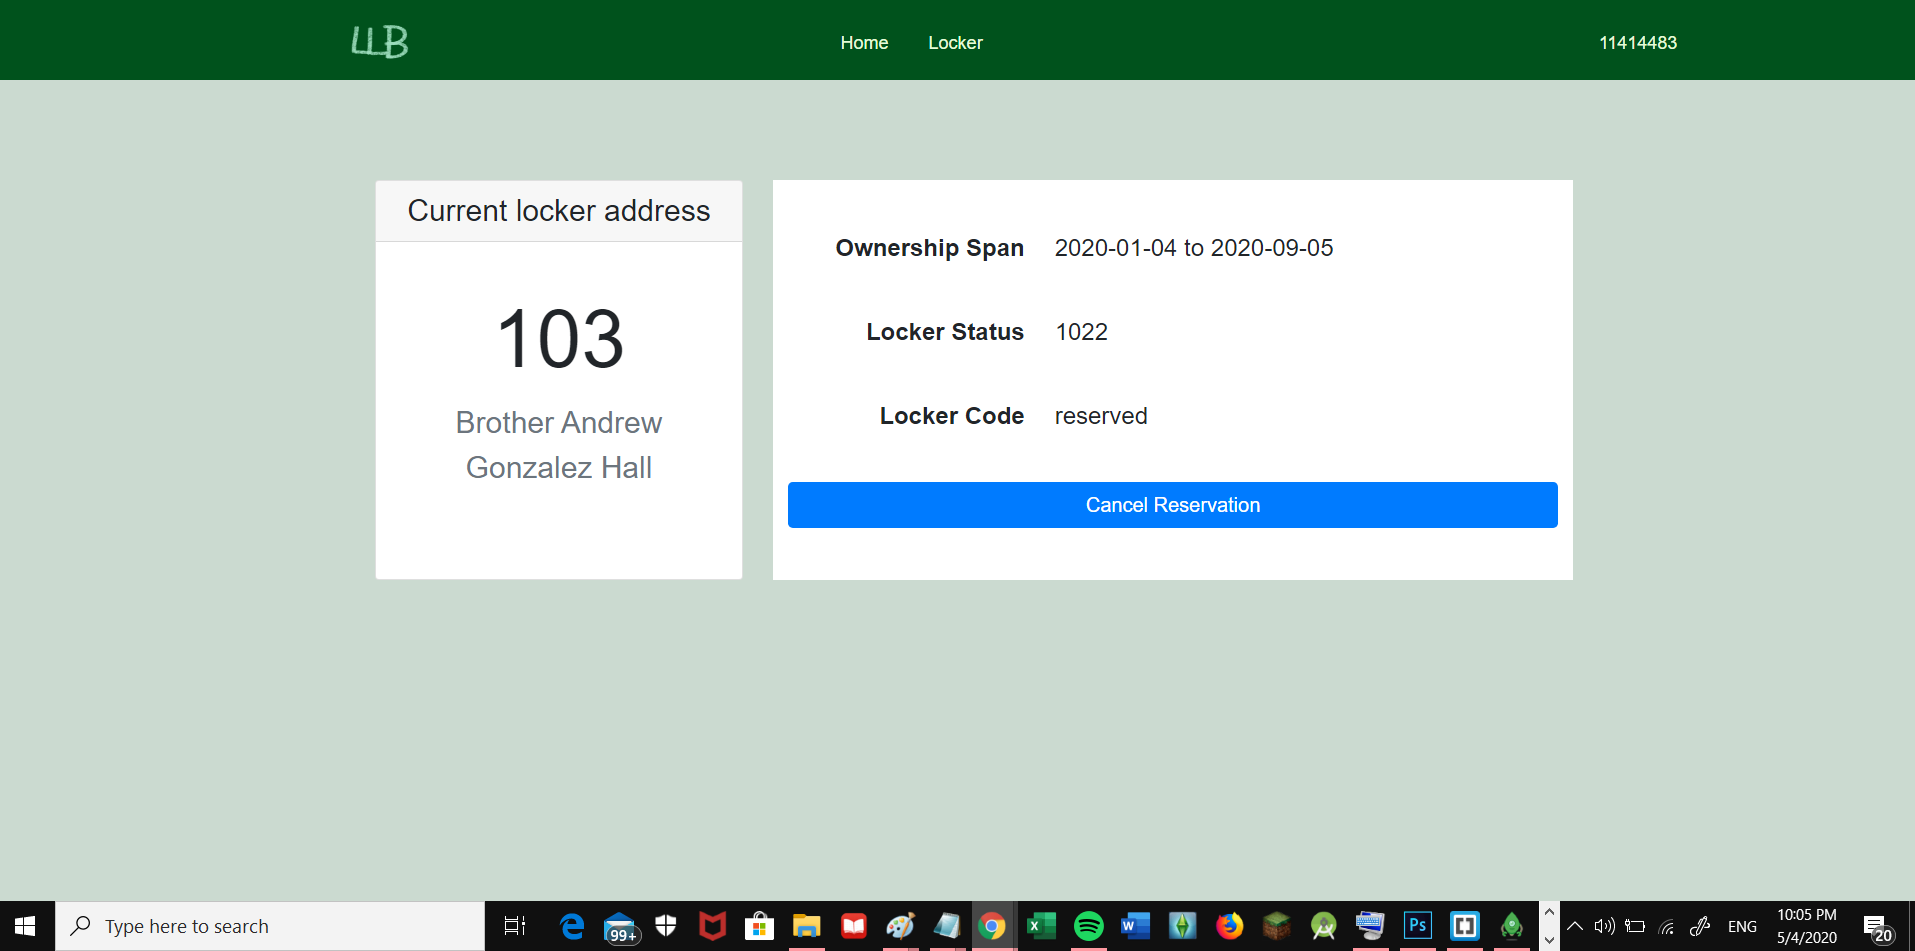 LLB
Home Locker 11414483
Current locker address
103
Brother Andrew
Gonzalez Hall
Ownership Span 2020-01-04 to 2020-09-05
Locker Status 1022
Locker Code reserved
Cancel Reservation
Type here to search
99+
X
W
Ps
ENG
10:05 PM
5/4/2020
20